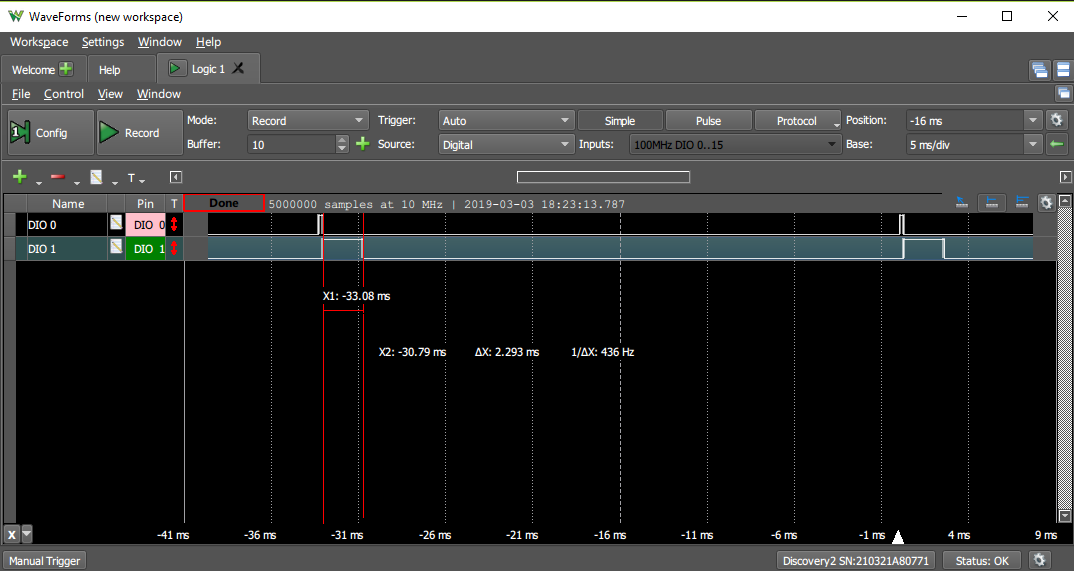 WaveForms (new workspace)
Workspace Settings Window Help
Welcome Help Logic 1
File Control View Window
1 Config Record Mode: Record Trigger: Auto Simple Pulse Protocol Position: -16 ms
Buffer: 10 Source: Digital Inputs: 100MHz DIO 0..15 Base: 5 ms/div
T
Name Pin T Done 5000000 samples at 10 MHz | 2019-03-03 18:23:13.787
DIO 0 DIO 0
DIO 1 DIO 1
X1: -33.08 ms
X2: -30.79 ms ΔX: 2.293 ms 1/ΔX: 436 Hz
X -41 ms -36 ms -31 ms -26 ms -21 ms -16 ms -11 ms -6 ms -1 ms 4 ms 9 ms
Manual Trigger Discovery2 SN:210321A80771 Status: OK